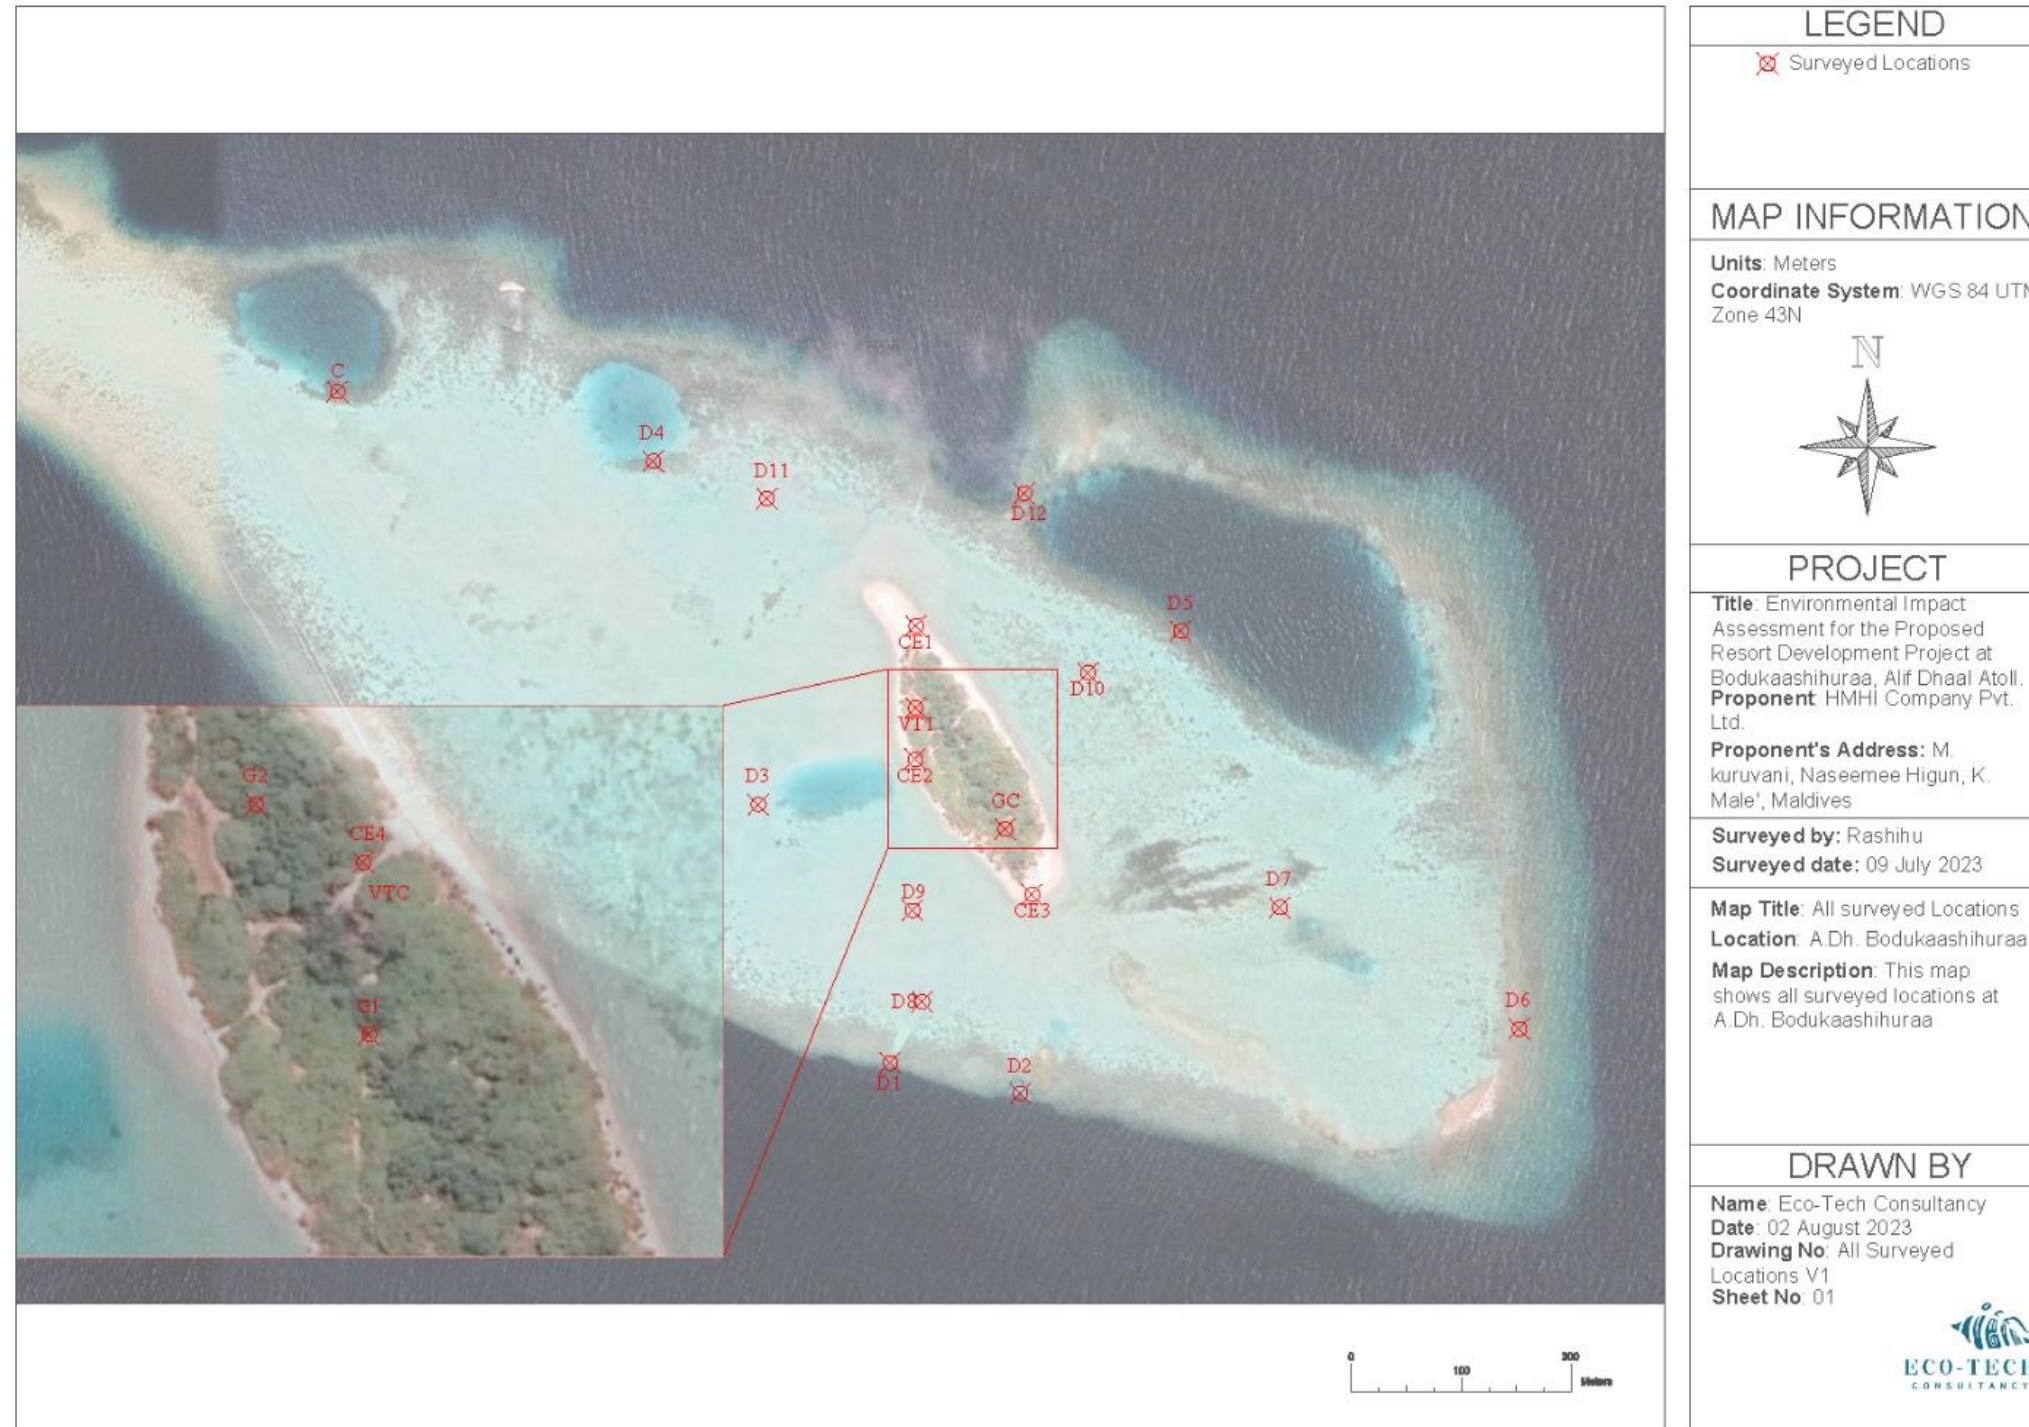 C
D4
D11
D12
D5
CE1
D10
VT1
CE2
D3
GC
G2
CE4
VTC
D7
D9
CE3
G1
D8
D6
D1
D2
0
100
Meters
LEGEND
Surveyed Locations
MAP INFORMATION
Units: Meters
Coordinate System: WGS 84 UTM
Zone 43N
N
PROJECT
Title: Environmental Impact
Assessment for the Proposed
Resort Development Project at
Bodukaashihuraa, Alif Dhaal Atoll.
Proponent HMHI Company Pvt.
Ltd.
Proponent's Address: M.
kuruvani, Naseemee Higun, K.
Male', Maldives
Surveyed by: Rashihu
Surveyed date: 09 July 2023
Map Title: All surveyed Locations
Location: A.Dh. Bodukaashihuraa
Map Description: This map
shows all surveyed locations at
A.Dh. Bodukaashihuraa
DRAWN BY
Name: Eco-Tech Consultancy
Date: 02 August 2023
Drawing No: All Surveyed
Locations V1
Sheet No: 01
ECO-TECH
CONSULTANCY